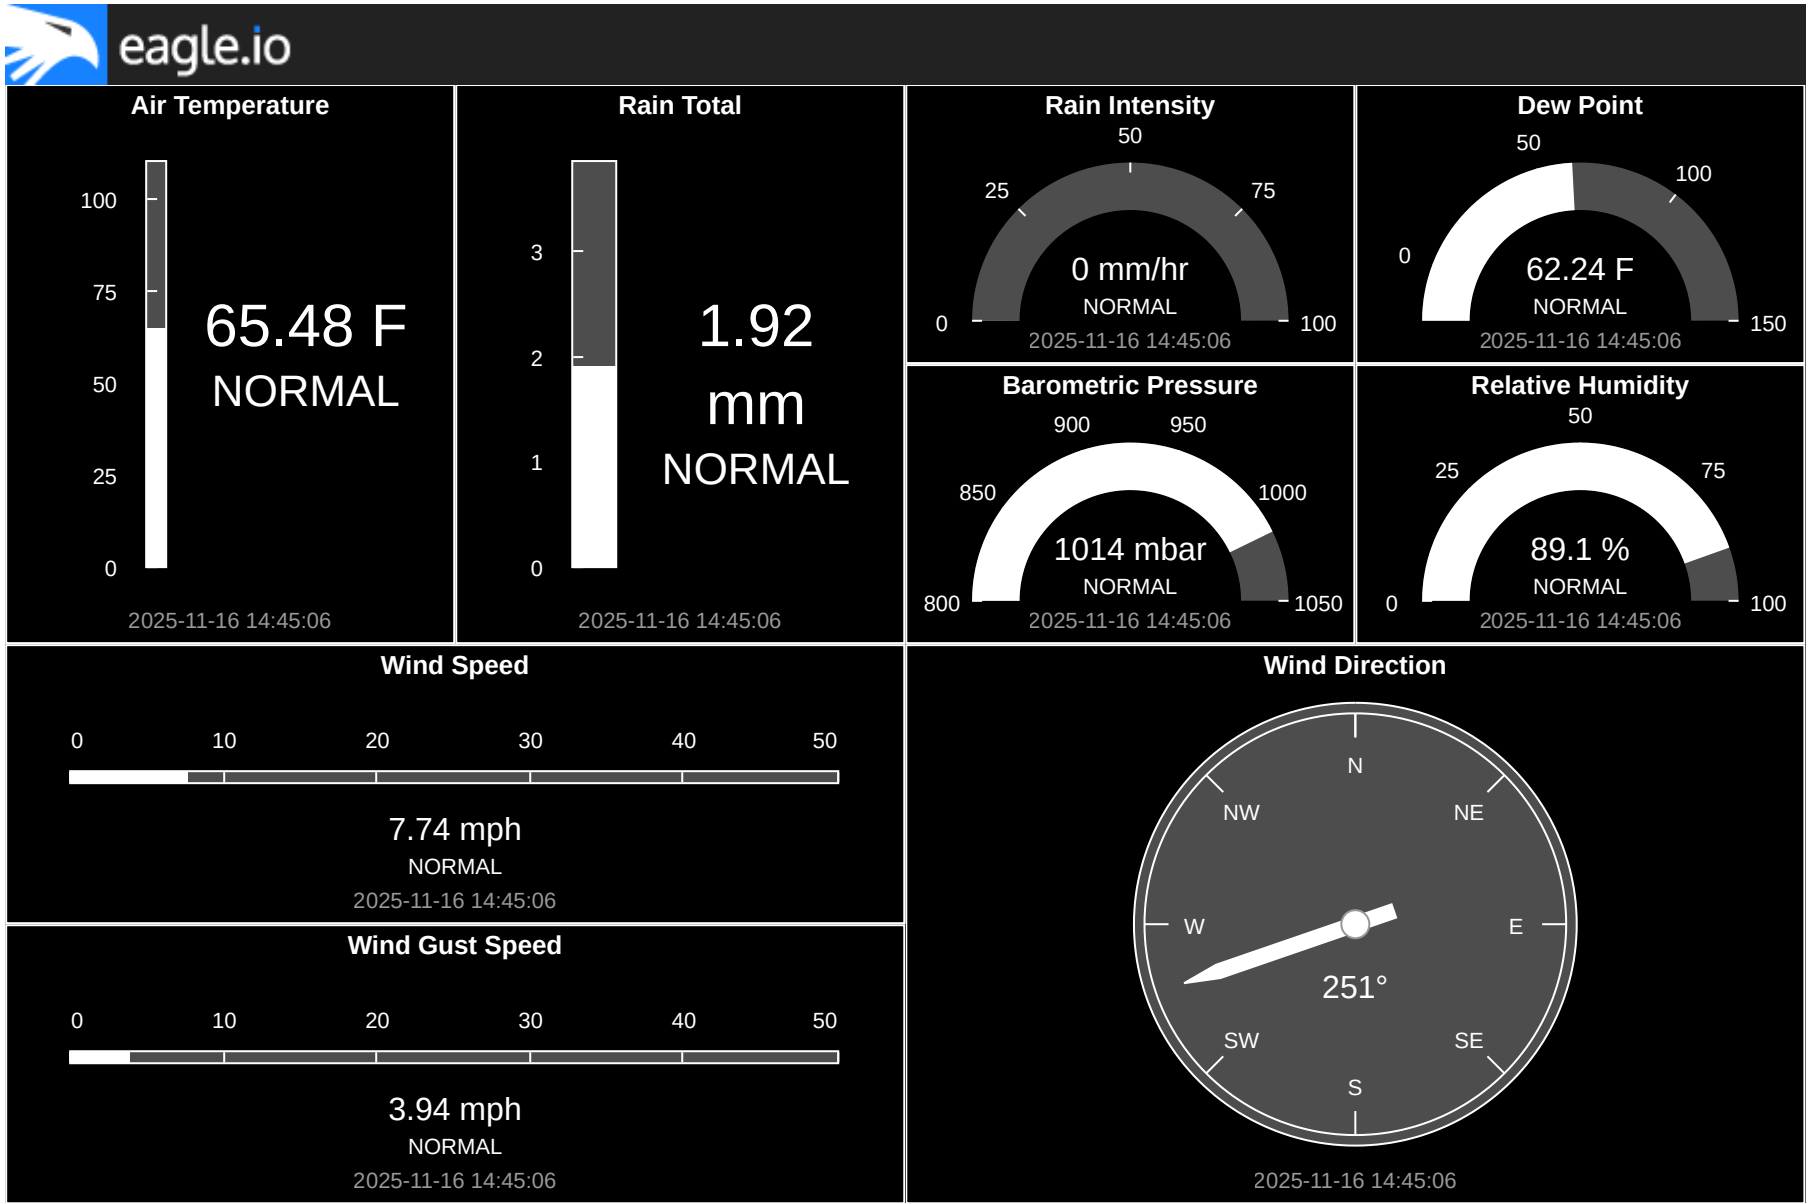 eagle.io
Air Temperature
100
75
50
25
0
65.48 F
NORMAL
2025-11-16 14:45:06
Rain Total
3
2
1
0
1.92
mm
NORMAL
2025-11-16 14:45:06
Rain Intensity
0
25
50
75
100
0 mm/hr
NORMAL
2025-11-16 14:45:06
Dew Point
0
50
100
150
62.24 F
NORMAL
2025-11-16 14:45:06
Barometric Pressure
800
850
900
950
1000
1050
1014 mbar
NORMAL
2025-11-16 14:45:06
Relative Humidity
0
25
50
75
100
89.1 %
NORMAL
2025-11-16 14:45:06
Wind Speed
0 10 20 30 40 50
7.74 mph
NORMAL
2025-11-16 14:45:06
Wind Gust Speed
0 10 20 30 40 50
3.94 mph
NORMAL
2025-11-16 14:45:06
Wind Direction
N
NW NE
W E
251°
SW SE
S
2025-11-16 14:45:06